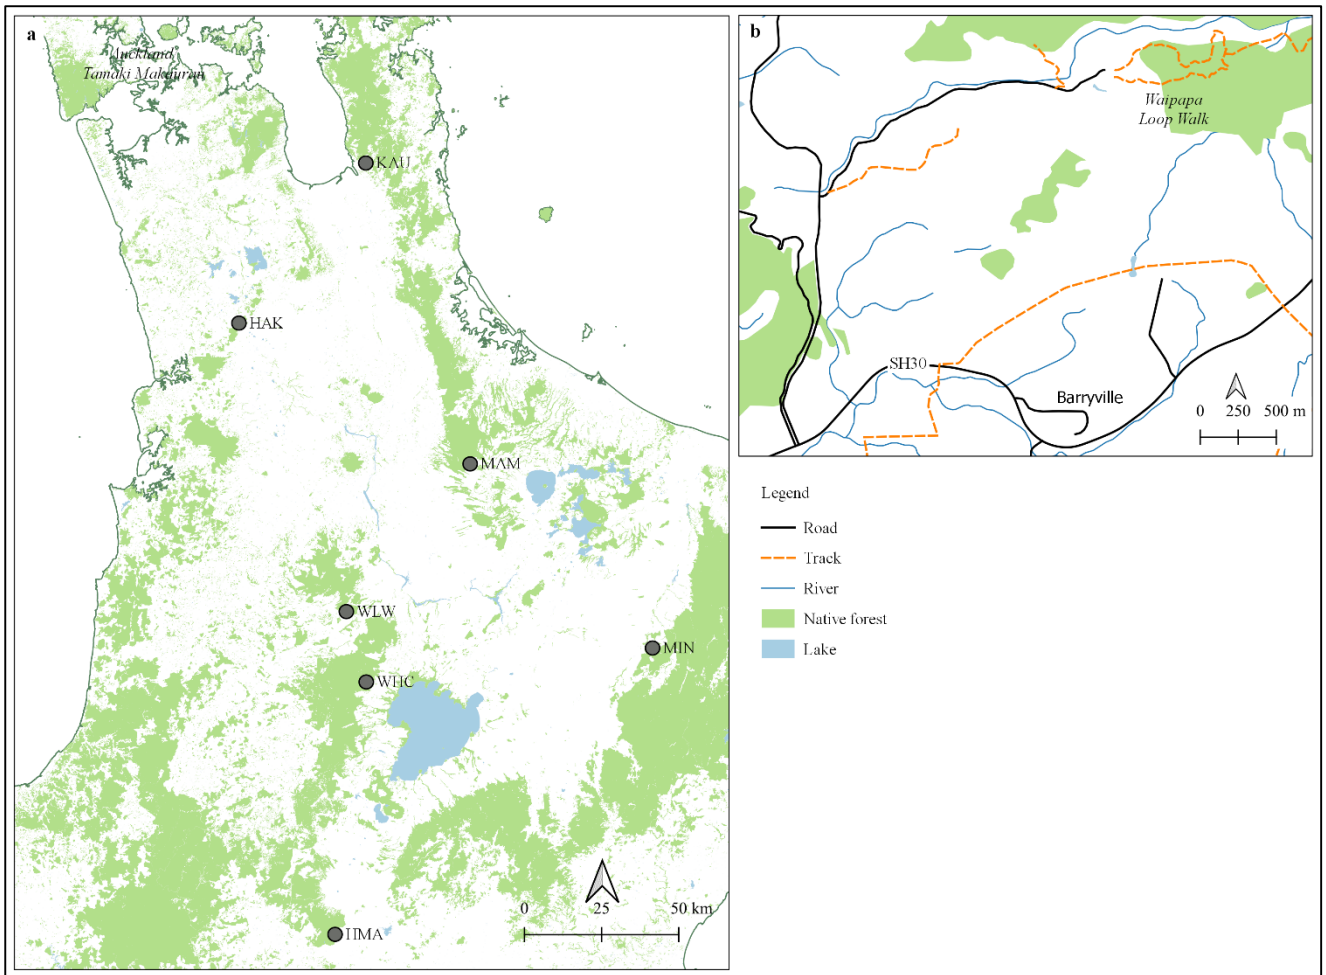 a
Auckland
Tamaki Makaurau
KAU
HAK
MAM
WLW
MIN
WHC
HMA
0 25 50 km
b
Waipapa
Loop Walk
SH30
Barryville
0 250 500 m
Legend
Road
Track
River
Native forest
Lake